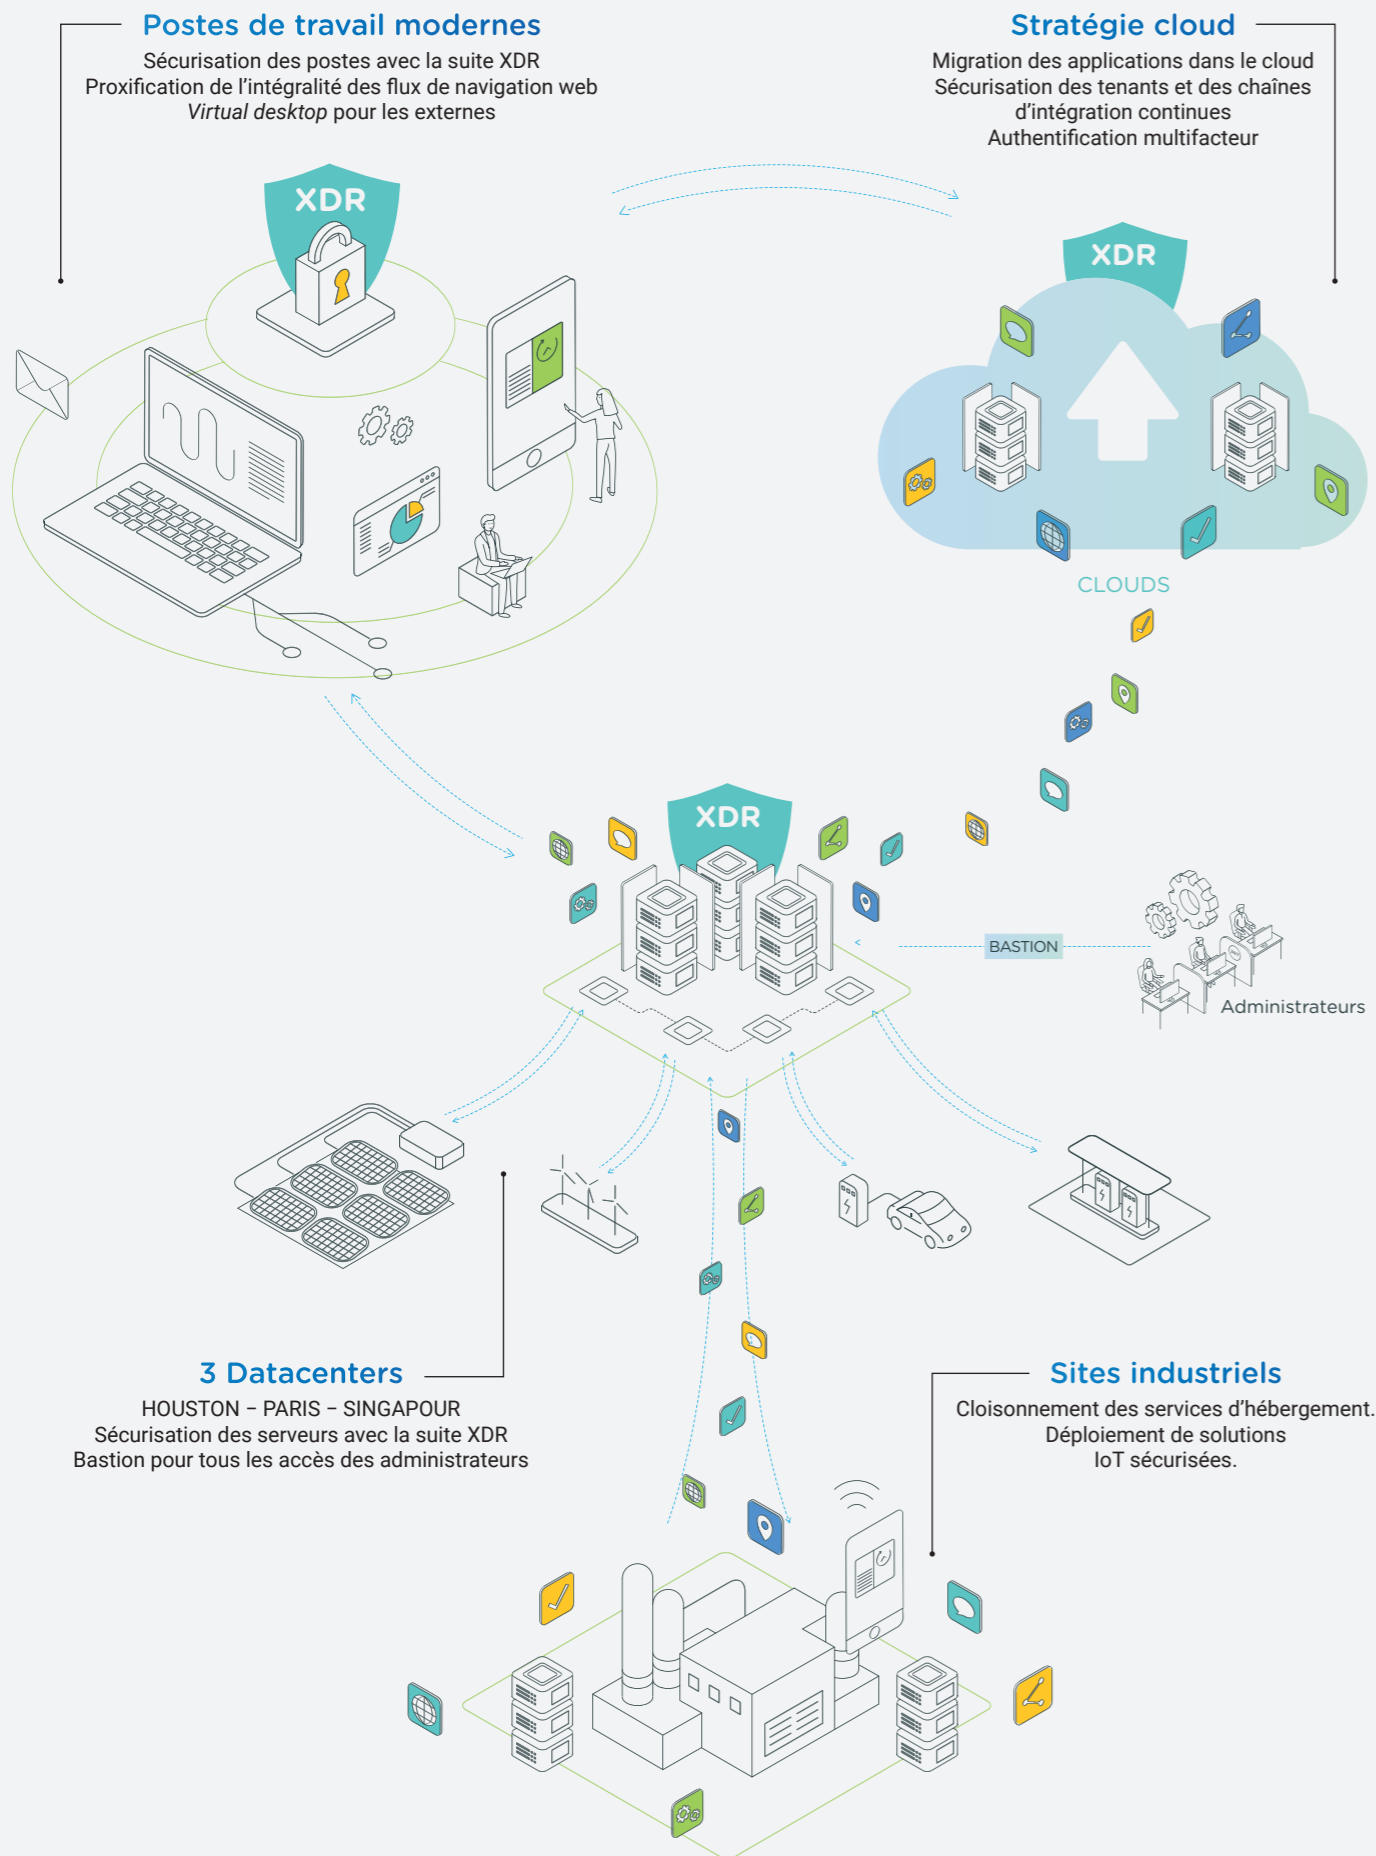 Postes de travail modernes
Sécurisation des postes avec la suite XDR
Proxification de l'intégralité des flux de navigation web
Virtual desktop pour les externes
Stratégie cloud
Migration des applications dans le cloud
Sécurisation des tenants et des chaînes
d'intégration continues
Authentification multifacteur
XDR
XDR
CLOUDS
XDR
BASTION
Administrateurs
3 Datacenters
HOUSTON – PARIS – SINGAPOUR
Sécurisation des serveurs avec la suite XDR
Bastion pour tous les accès des administrateurs
Sites industriels
Cloisonnement des services d'hébergement.
Déploiement de solutions
IoT sécurisées.